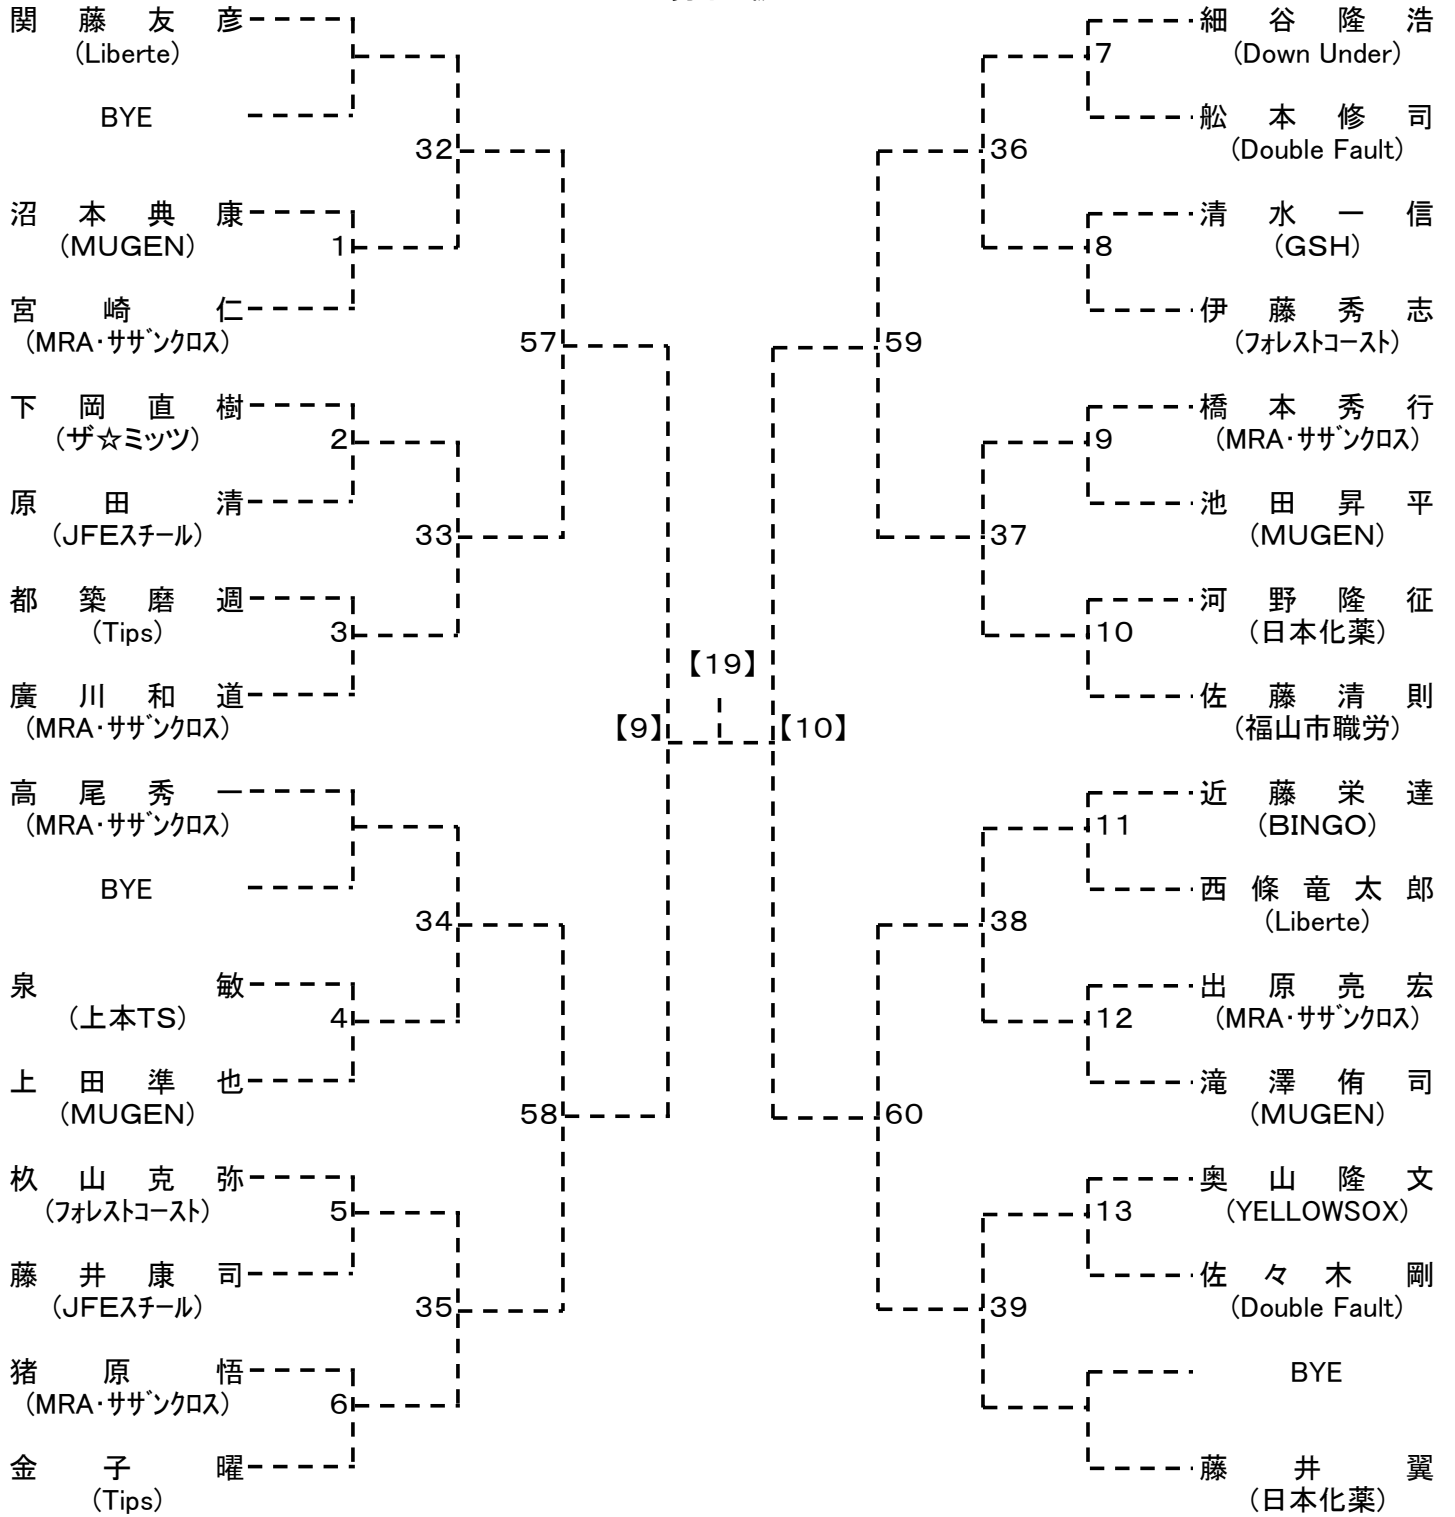 関藤友彦
(Liberte)
BYE
32
沼本典康
(MUGEN)
1
宮崎仁
(MRA･ｻｻﾞﾝｸﾛｽ)
57
下岡直樹
(ザ☆ミッツ)
2
原田清
(JFEｽﾁｰﾙ)
33
都築磨週
(Tips)
3
廣川和道
(MRA･ｻｻﾞﾝｸﾛｽ)
【9】
高尾秀一
(MRA･ｻｻﾞﾝｸﾛｽ)
BYE
34
泉敏
(上本TS)
4
上田準也
(MUGEN)
58
杁山克弥
(ﾌｫﾚｽﾄｺｰｽﾄ)
5
藤井康司
(JFEｽﾁｰﾙ)
35
猪原悟
(MRA･ｻｻﾞﾝｸﾛｽ)
6
金子曜
(Tips)
【19】
細谷隆浩
7
(Down Under)
舩本修司
(Double Fault)
36
清水一信
8
(GSH)
伊藤秀志
(ﾌｫﾚｽﾄｺｰｽﾄ)
59
橋本秀行
9
(MRA･ｻｻﾞﾝｸﾛｽ)
池田昇平
(MUGEN)
37
河野隆征
10
(日本化薬)
佐藤清則
(福山市職労)
【10】
近藤栄達
11
(BINGO)
西條竜太郎
(Liberte)
38
出原亮宏
12
(MRA･ｻｻﾞﾝｸﾛｽ)
滝澤侑司
(MUGEN)
60
奥山隆文
13
(YELLOWSOX)
佐々木剛
(Double Fault)
39
BYE
藤井翼
(日本化薬)